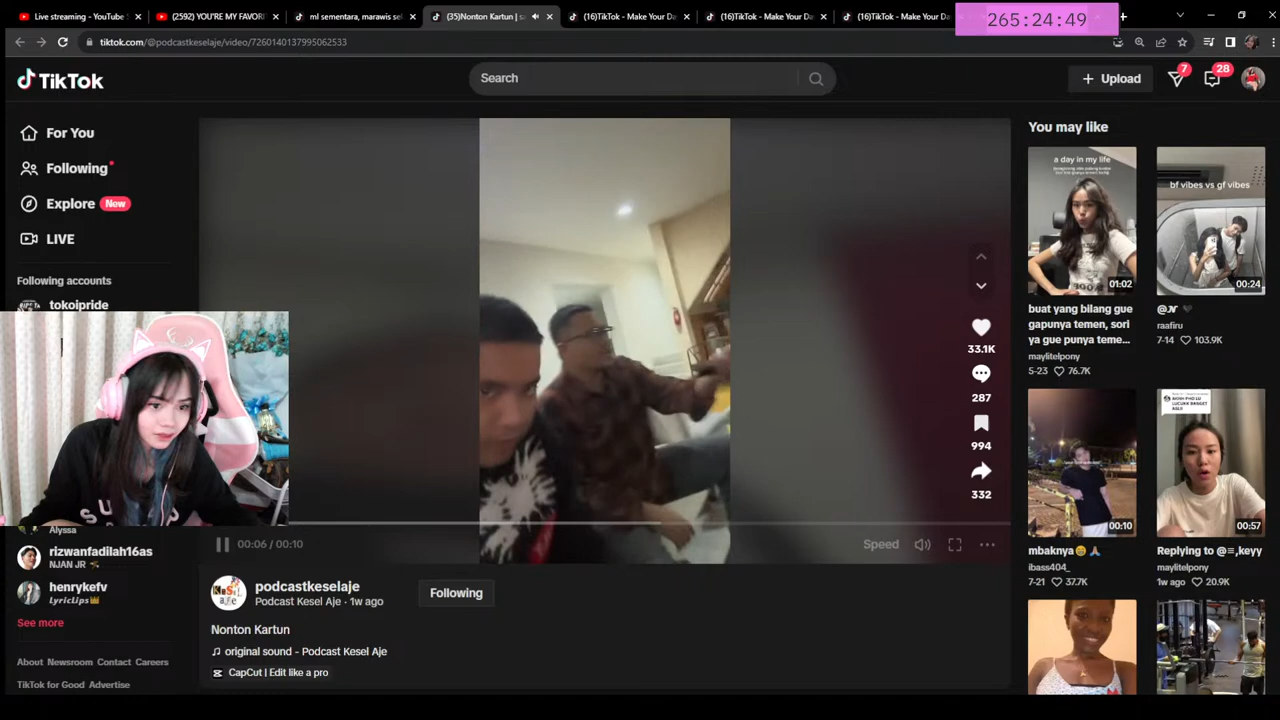 Live streaming - YouTube S
(2592) YOU'RE MY FAVORI
ml sementara, marawis sel
(35)Nonton Kartun | sa
(16)TikTok - Make Your Da
(16)TikTok - Make Your Da
(16)TikTok - Make Your Da
265:24:49
tiktok.com/@podcastkeselaje/video/7260140137995062533
TikTok
Search
Upload
7
28
For You
Following
Explore New
LIVE
Following accounts
tokoipride
Alyssa
rizwanfadilah16as
NJAN JR
henrykefv
LyricLips
See more
About Newsroom Contact Careers
TikTok for Good Advertise
33.1K
287
994
332
00:06 / 00:10
Speed
podcastkeselaje
Podcast Kesel Aje · 1w ago
Following
Nonton Kartun
original sound - Podcast Kesel Aje
CapCut | Edit like a pro
You may like
a day in my life
01:02
buat yang bilang gue
gapunya temen, sori
ya gue punya teme...
maylitelpony
5-23 76.7K
bf vibes vs gf vibes
00:24
raafiru
7-14 103.9K
00:10
mbaknya
ibass404_
7-21 37.7K
00:57
Replying to @≡,keyy
maylitelpony
1w ago 20.9K